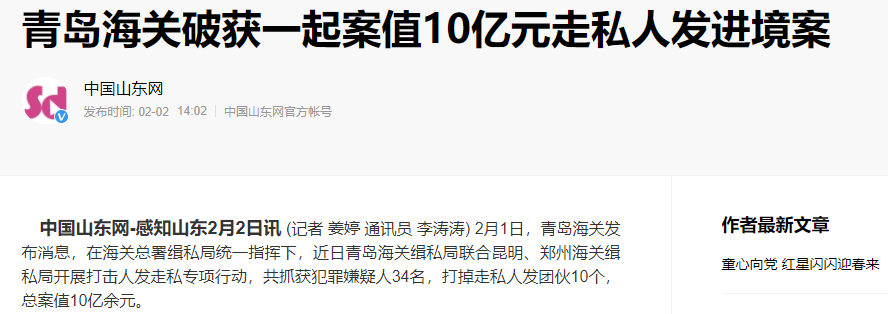 青岛海关破获一起案值10亿元走私人发进境案
中国山东网
发布时间: 02-02 14:02 中国山东网官方帐号
中国山东网-感知山东2月2日讯 (记者 姜婷 通讯员 李涛涛) 2月1日，青岛海关发
布消息，在海关总署缉私局统一指挥下，近日青岛海关缉私局联合昆明、郑州海关缉
私局开展打击人发走私专项行动，共抓获犯罪嫌疑人34名，打掉走私人发团伙10个，
总案值10亿余元。
作者最新文章
童心向党 红星闪闪迎春来